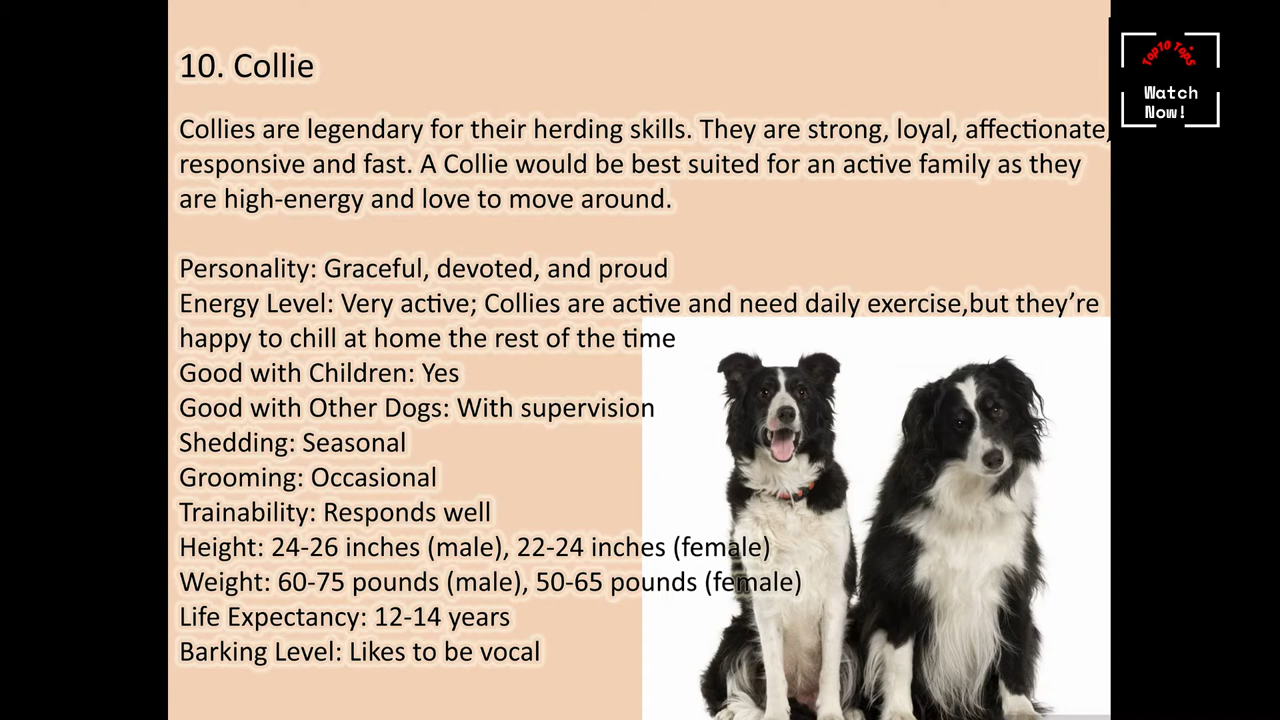 10. Collie
Collies are legendary for their herding skills. They are strong, loyal, affectionate,
responsive and fast. A Collie would be best suited for an active family as they
are high-energy and love to move around.
Personality: Graceful, devoted, and proud
Energy Level: Very active; Collies are active and need daily exercise,but they’re
happy to chill at home the rest of the time
Good with Children: Yes
Good with Other Dogs: With supervision
Shedding: Seasonal
Grooming: Occasional
Trainability: Responds well
Height: 24-26 inches (male), 22-24 inches (female)
Weight: 60-75 pounds (male), 50-65 pounds (female)
Life Expectancy: 12-14 years
Barking Level: Likes to be vocal
Top10 Top5
Watch
Now!